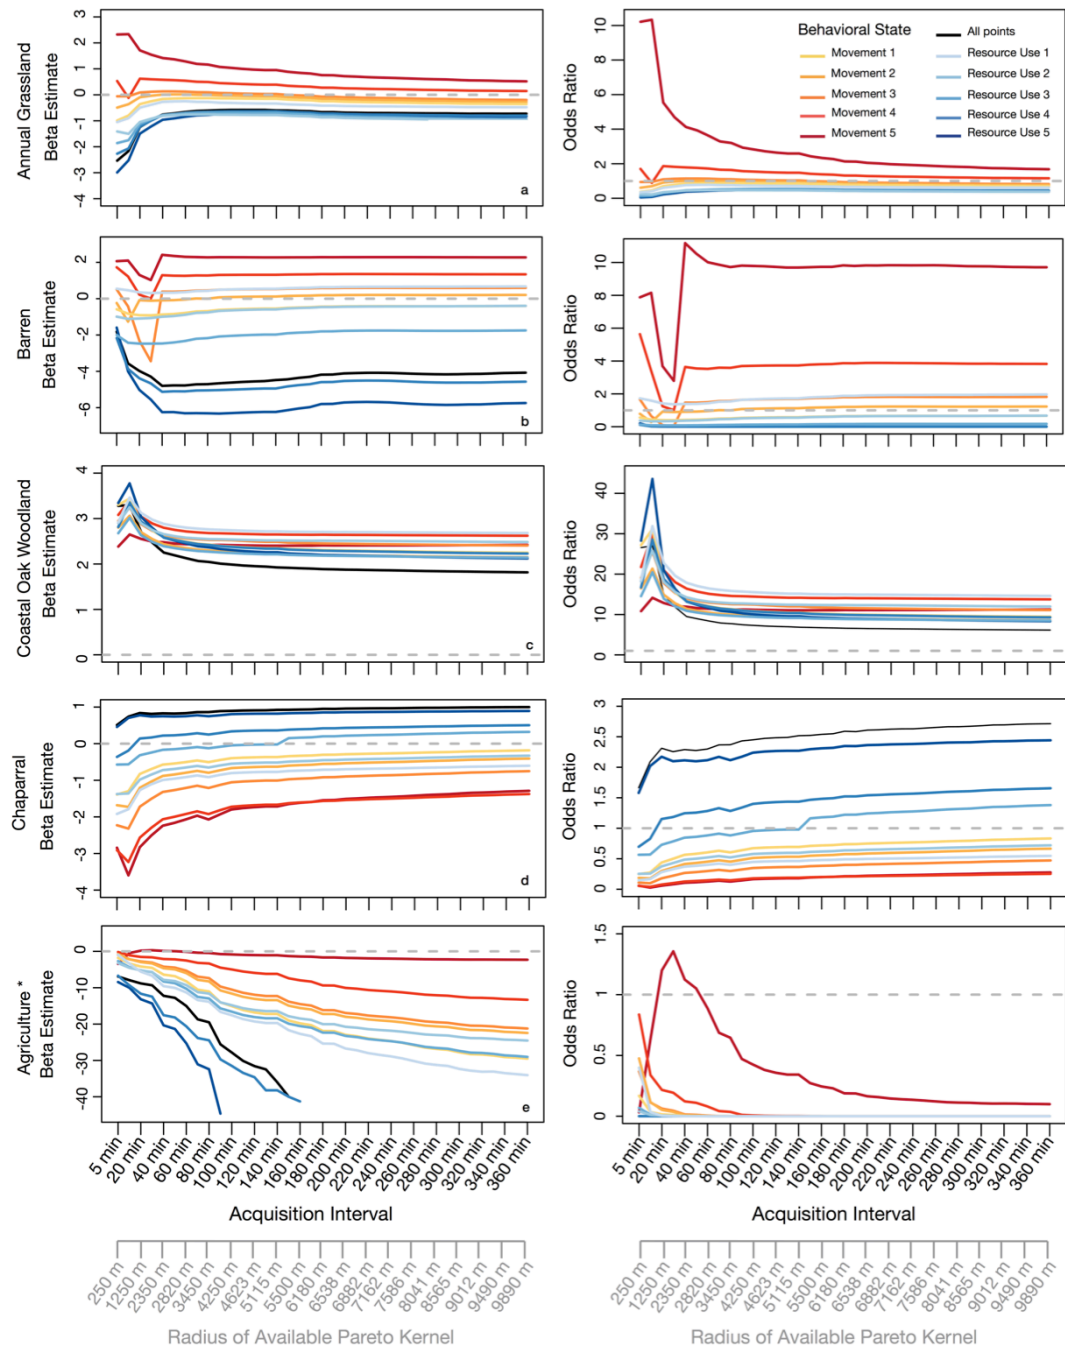 Annual Grassland
Beta Estimate
3
2
1
0
-1
-2
-3
-4
a
Odds Ratio
10
8
6
4
2
0
Behavioral State
Movement 1
Movement 2
Movement 3
Movement 4
Movement 5
All points
Resource Use 1
Resource Use 2
Resource Use 3
Resource Use 4
Resource Use 5
Barren
Beta Estimate
2
0
-2
-4
-6
b
Odds Ratio
10
8
6
4
2
0
Coastal Oak Woodland
Beta Estimate
4
3
2
1
0
c
Odds Ratio
40
30
20
10
0
Chaparral
Beta Estimate
1
0
-1
-2
-3
-4
d
Odds Ratio
3
2.5
2
1.5
1
0.5
0
Agriculture *
Beta Estimate
0
-10
-20
-30
-40
e
Odds Ratio
1.5
1
0.5
0
5 min
20 min
40 min
60 min
80 min
100 min
120 min
140 min
160 min
180 min
200 min
220 min
240 min
260 min
280 min
300 min
320 min
340 min
360 min
Acquisition Interval
250 m
1250 m
2350 m
2820 m
3450 m
4250 m
4623 m
5115 m
5500 m
6180 m
6538 m
6882 m
7162 m
7586 m
8041 m
8565 m
9012 m
9490 m
9890 m
Radius of Available Pareto Kernel
5 min
20 min
40 min
60 min
80 min
100 min
120 min
140 min
160 min
180 min
200 min
220 min
240 min
260 min
280 min
300 min
320 min
340 min
360 min
Acquisition Interval
250 m
1250 m
2350 m
2820 m
3450 m
4250 m
4623 m
5115 m
5500 m
6180 m
6538 m
6882 m
7162 m
7586 m
8041 m
8565 m
9012 m
9490 m
9890 m
Radius of Available Pareto Kernel